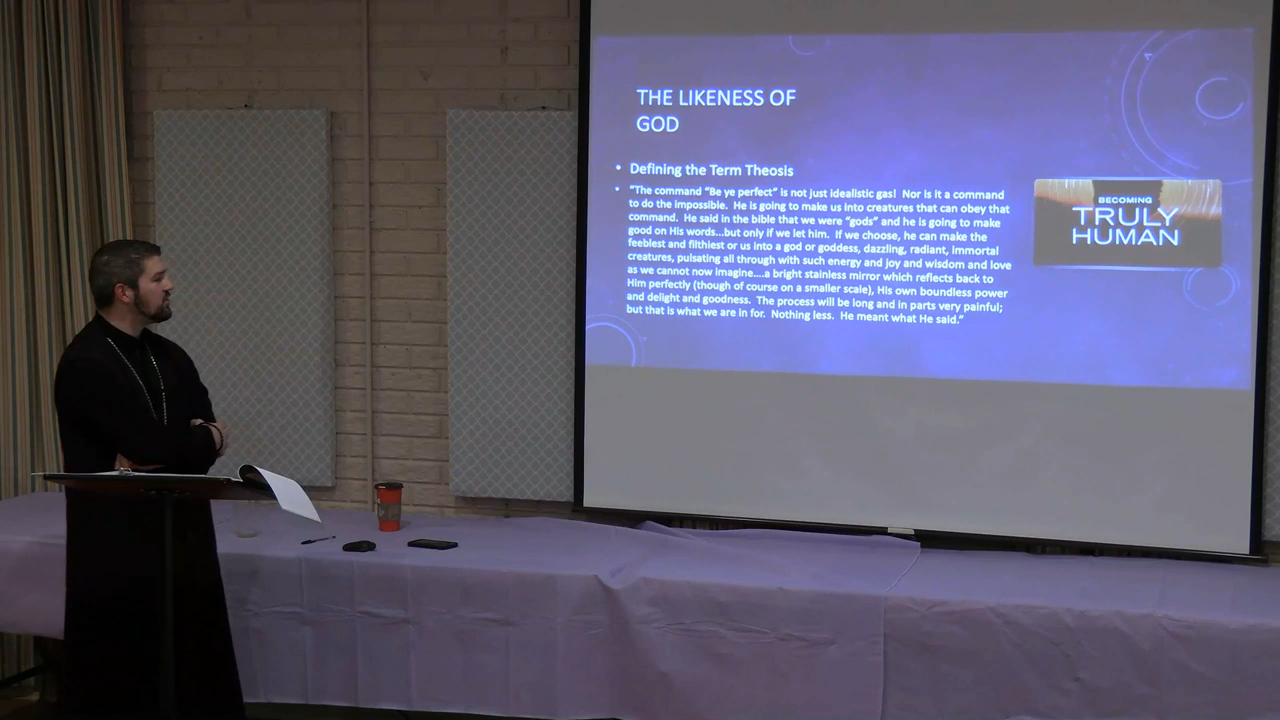 THE LIKENESS OF
GOD
• Defining the Term Theosis
• "The command "Be ye perfect" is not just idealistic gas! Nor is it a command
to do the impossible. He is going to make us into creatures that can obey that
command. He said in the bible that we were "gods" and he is going to make
good on His words...but only if we let him. If we choose, he can make the
feeblest and filthiest or us into a god or goddess, dazzling, radiant, immortal
creatures, pulsating all through with such energy and joy and wisdom and love
as we cannot now imagine....a bright stainless mirror which reflects back to
Him perfectly (though of course on a smaller scale), His own boundless power
and delight and goodness. The process will be long and in parts very painful;
but that is what we are in for. Nothing less. He meant what He said."
BECOMING
TRULY
HUMAN